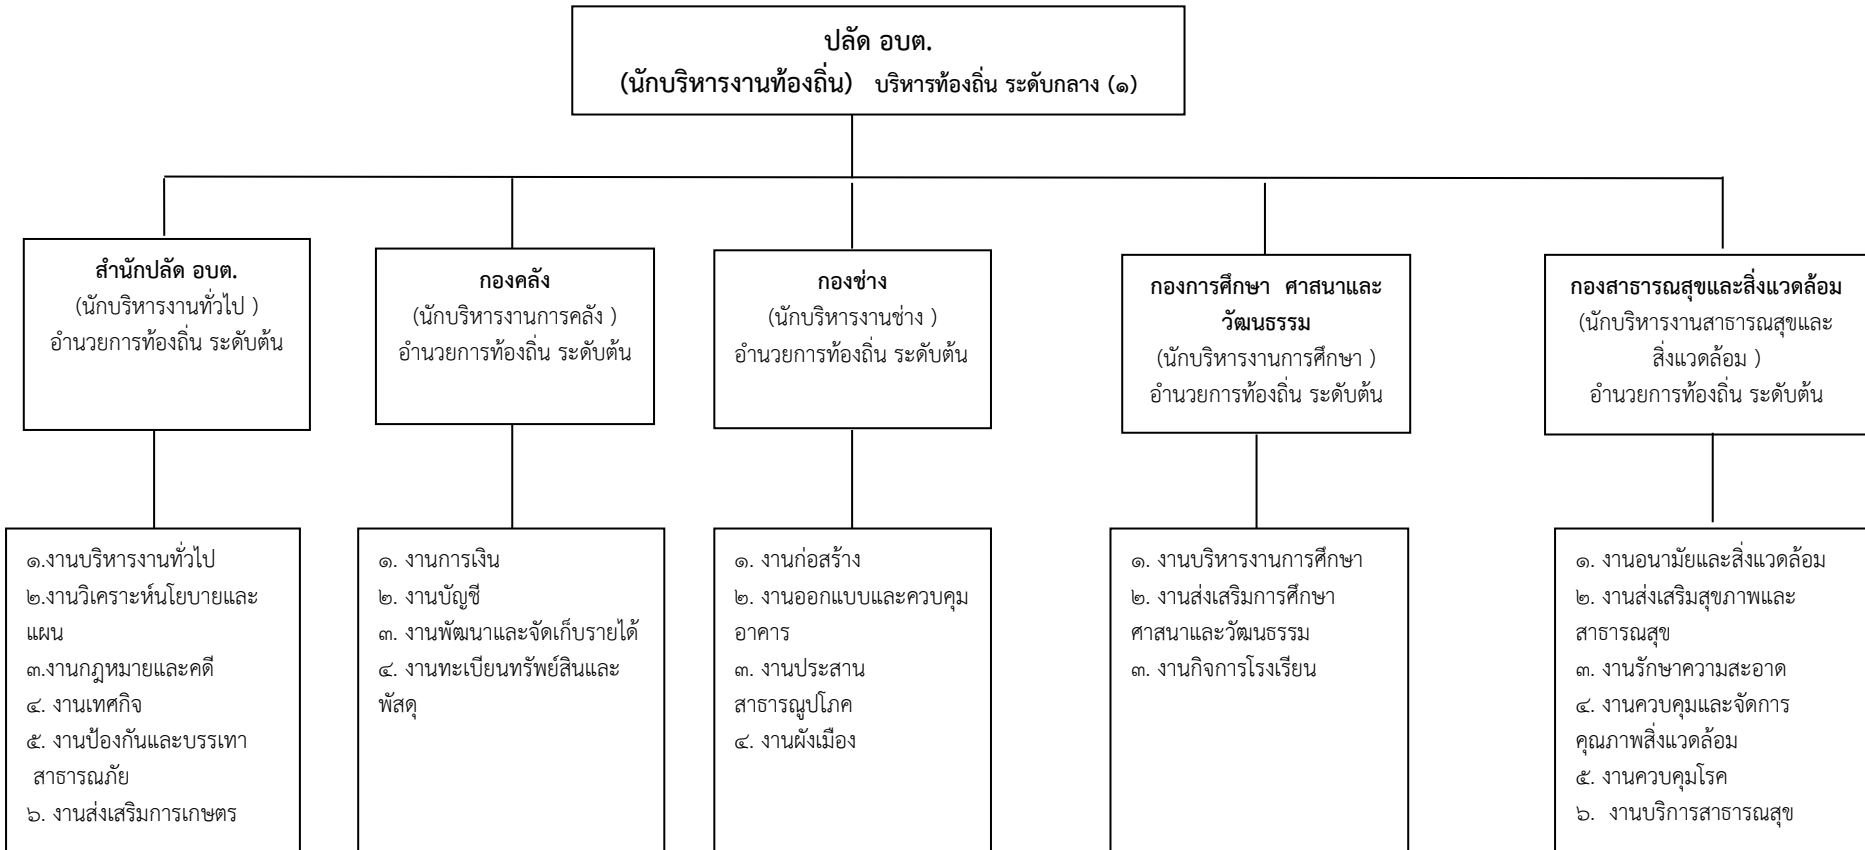 ปลัด อบต.
(นักบริหารงานท้องถิ่น) บริหารท้องถิ่น ระดับกลาง (๑)
สำนักปลัด อบต.
(นักบริหารงานทั่วไป )
อำนวยการท้องถิ่น ระดับต้น
กองคลัง
(นักบริหารงานการคลัง )
อำนวยการท้องถิ่น ระดับต้น
กองช่าง
(นักบริหารงานช่าง )
อำนวยการท้องถิ่น ระดับต้น
กองการศึกษา ศาสนาและ
วัฒนธรรม
(นักบริหารงานการศึกษา )
อำนวยการท้องถิ่น ระดับต้น
กองสาธารณสุขและสิ่งแวดล้อม
(นักบริหารงานสาธารณสุขและ
สิ่งแวดล้อม )
อำนวยการท้องถิ่น ระดับต้น
๑.งานบริหารงานทั่วไป
๒.งานวิเคราะห์นโยบายและ
แผน
๓.งานกฎหมายและคดี
๔. งานเทศกิจ
๕. งานป้องกันและบรรเทา
สาธารณภัย
๖. งานส่งเสริมการเกษตร
๑. งานการเงิน
๒. งานบัญชี
๓. งานพัฒนาและจัดเก็บรายได้
๔. งานทะเบียนทรัพย์สินและ
พัสดุ
๑. งานก่อสร้าง
๒. งานออกแบบและควบคุม
อาคาร
๓. งานประสาน
สาธารณูปโภค
๔. งานผังเมือง
๑. งานบริหารงานการศึกษา
๒. งานส่งเสริมการศึกษา
ศาสนาและวัฒนธรรม
๓. งานกิจการโรงเรียน
๑. งานอนามัยและสิ่งแวดล้อม
๒. งานส่งเสริมสุขภาพและ
สาธารณสุข
๓. งานรักษาความสะอาด
๔. งานควบคุมและจัดการ
คุณภาพสิ่งแวดล้อม
๕. งานควบคุมโรค
๖. งานบริการสาธารณสุข